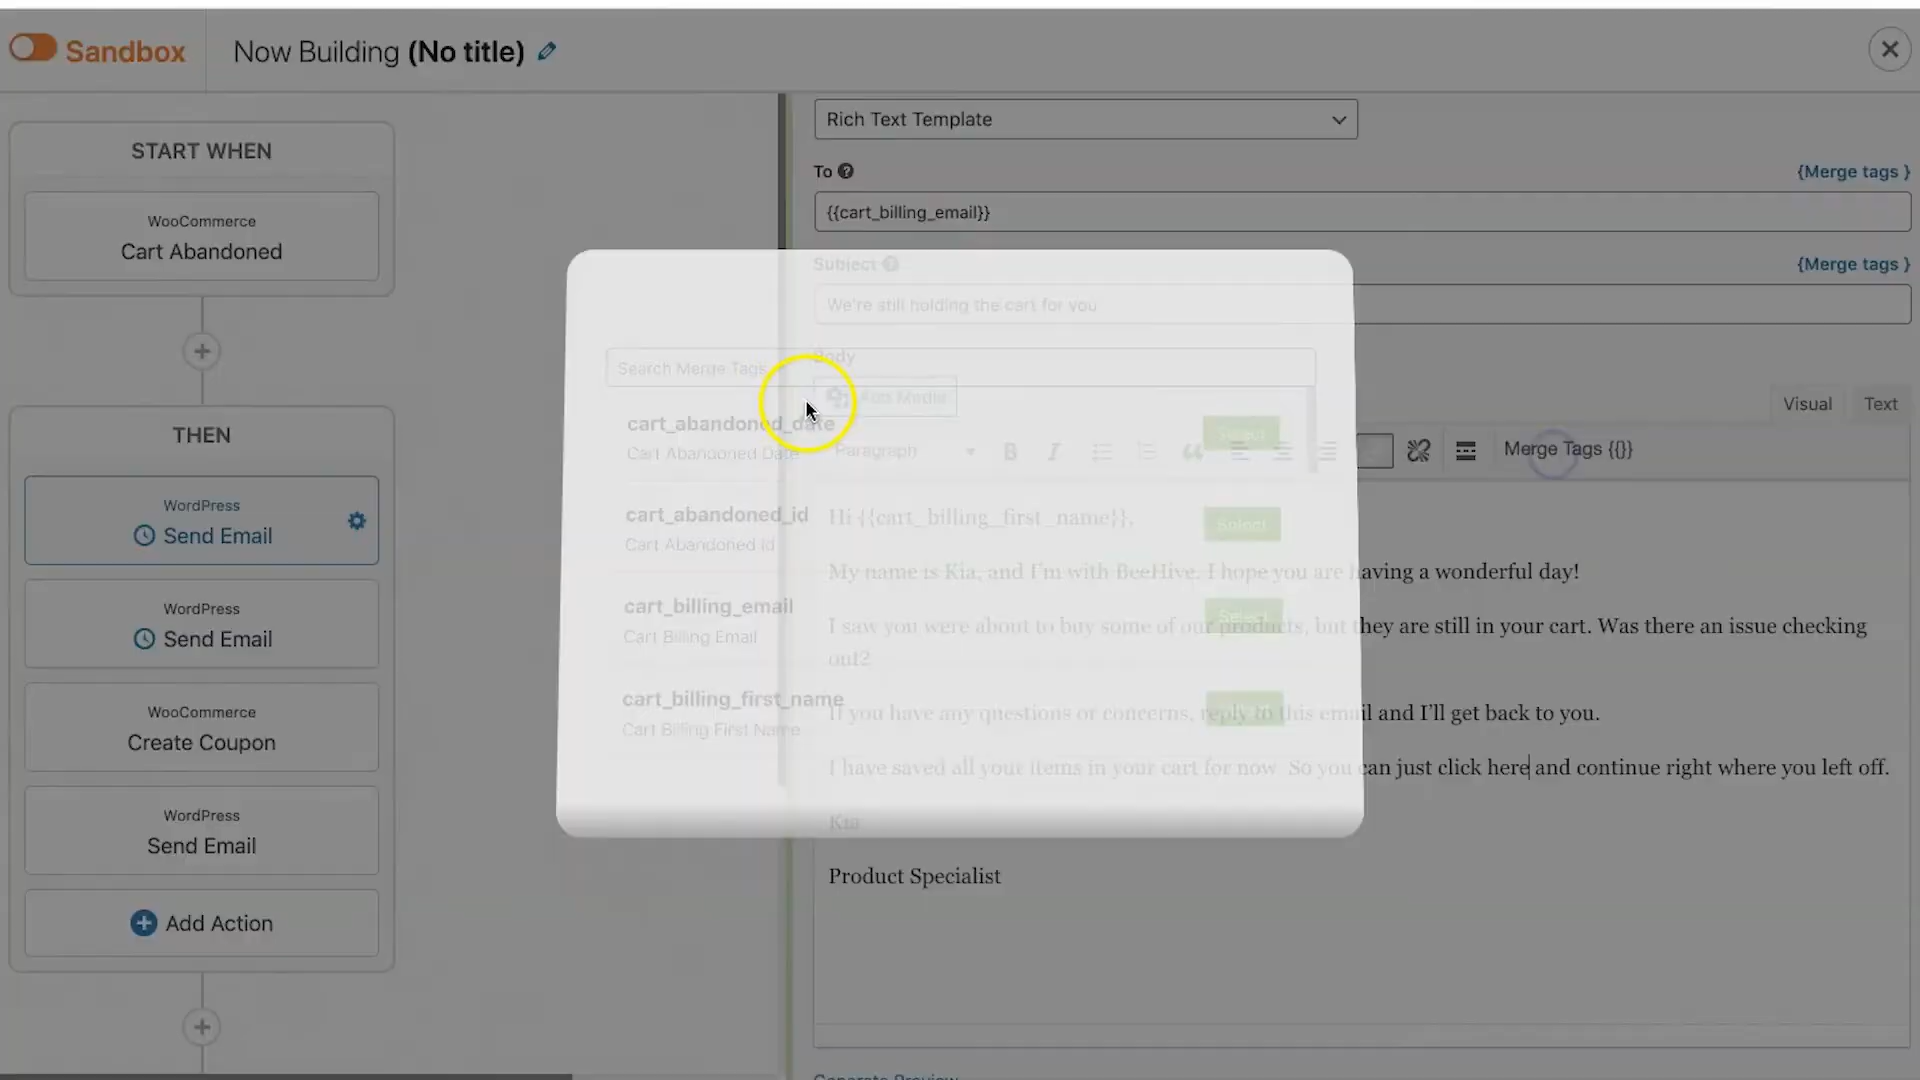 Sandbox
Now Building (No title)
START WHEN
WooCommerce
Cart Abandoned
THEN
WordPress
Send Email
WordPress
Send Email
WooCommerce
Create Coupon
WordPress
Send Email
Add Action
Rich Text Template
To
{Merge tags }
{{cart_billing_email}}
Subject
{Merge tags }
We're still holding the cart for you
Body
Add Media
Visual
Text
Paragraph
B I
Merge Tags {{}}
Hi {{cart_billing_first_name}},
My name is Kia, and I'm with BeeHive. I hope you are having a wonderful day!
I saw you were about to buy some of our products, but they are still in your cart. Was there an issue checking
out?
If you have any questions or concerns, reply to this email and I'll get back to you.
I have saved all your items in your cart for now. So you can just click here and continue right where you left off.
Kia
Product Specialist
Generate Preview
Search Merge Tags
cart_abandoned_date
Cart Abandoned Date
Select
cart_abandoned_id
Cart Abandoned Id
Select
cart_billing_email
Cart Billing Email
Select
cart_billing_first_name
Cart Billing First Name